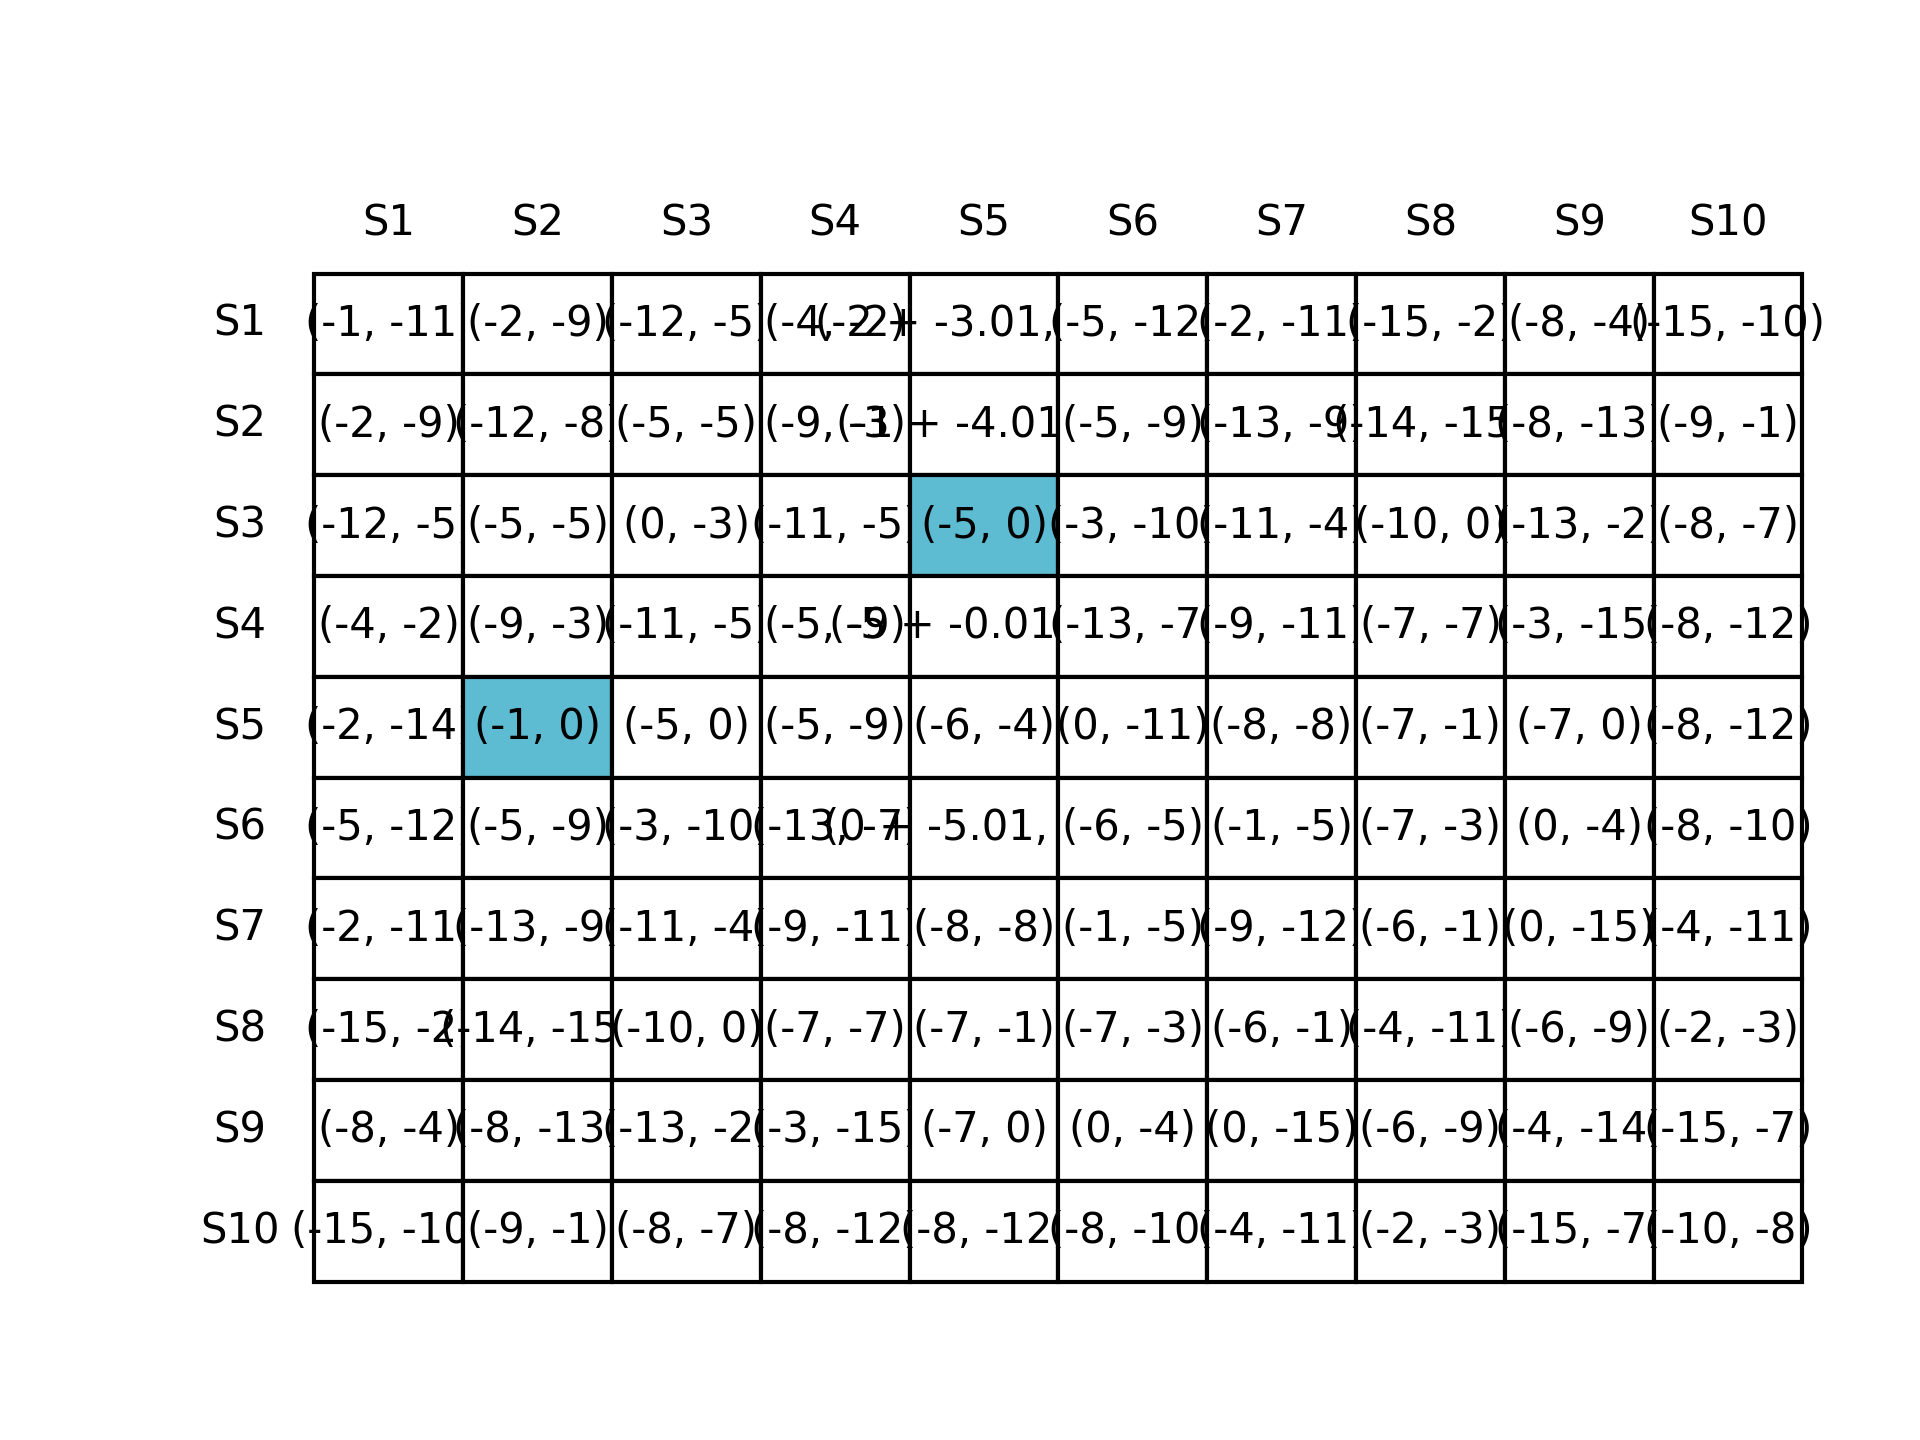 S1 S2 S3 S4 S5 S6 S7 S8 S9 S10
S1 (-1, -11 (-2, -9) (-12, -5) (-4, -2) (-2 + -3.01, (-5, -12 (-2, -11) (-15, -2) (-8, -4) (-15, -10)
S2 (-2, -9) (-12, -8) (-5, -5) (-9, -3) (-1 + -4.01 (-5, -9) (-13, -9) (-14, -15 (-8, -13) (-9, -1)
S3 (-12, -5 (-5, -5) (0, -3) (-11, -5) (-5, 0) (-3, -10 (-11, -4) (-10, 0) (-13, -2) (-8, -7)
S4 (-4, -2) (-9, -3) (-11, -5) (-5, -9) (-5 + -0.01 (-13, -7 (-9, -11) (-7, -7) (-3, -15) (-8, -12)
S5 (-2, -14 (-1, 0) (-5, 0) (-5, -9) (-6, -4) (0, -11) (-8, -8) (-7, -1) (-7, 0) (-8, -12)
S6 (-5, -12 (-5, -9) (-3, -10 (-13, -7 (0 + -5.01, (-6, -5) (-1, -5) (-7, -3) (0, -4) (-8, -10)
S7 (-2, -11 (-13, -9 (-11, -4 (-9, -11) (-8, -8) (-1, -5) (-9, -12) (-6, -1) (0, -15) (-4, -11)
S8 (-15, -2 (-14, -15 (-10, 0) (-7, -7) (-7, -1) (-7, -3) (-6, -1) (-4, -11) (-6, -9) (-2, -3)
S9 (-8, -4) (-8, -13 (-13, -2 (-3, -15) (-7, 0) (0, -4) (0, -15) (-6, -9) (-4, -14 (-15, -7)
S10 (-15, -10 (-9, -1) (-8, -7) (-8, -12 (-8, -12 (-8, -10 (-4, -11) (-2, -3) (-15, -7 (-10, -8)